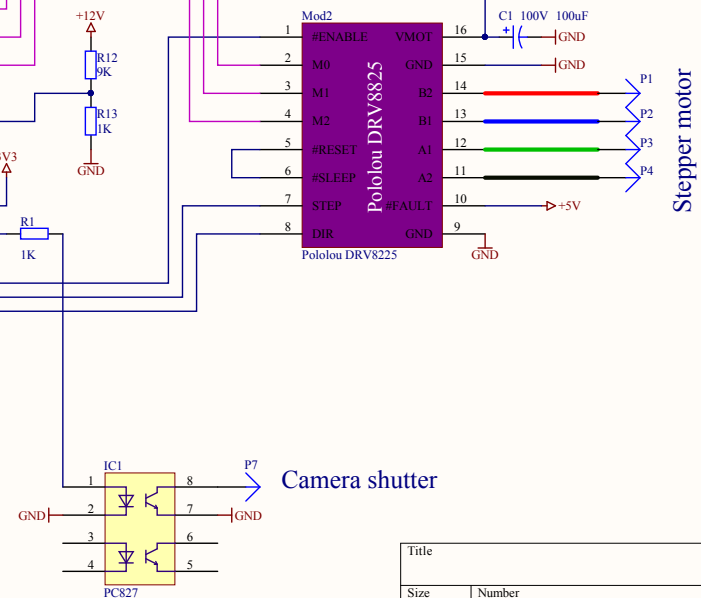 +12V
R12
9K
R13
1K
GND
3V3
R1
1K
Mod2
1 #ENABLE VMOT 16
2 M0 GND 15
3 M1 B2 14
4 M2 B1 13
5 #RESET A1 12
6 #SLEEP A2 11
7 STEP #FAULT 10
8 DIR GND 9
Pololou DRV8825
Pololou DRV8225
C1 100V 100uF
+
GND
GND
P1
P2
P3
P4
Stepper motor
+5V
GND
IC1
1 8
2 7
3 6
4 5
GND
GND
PC827
P7
Camera shutter
Title
Size Number